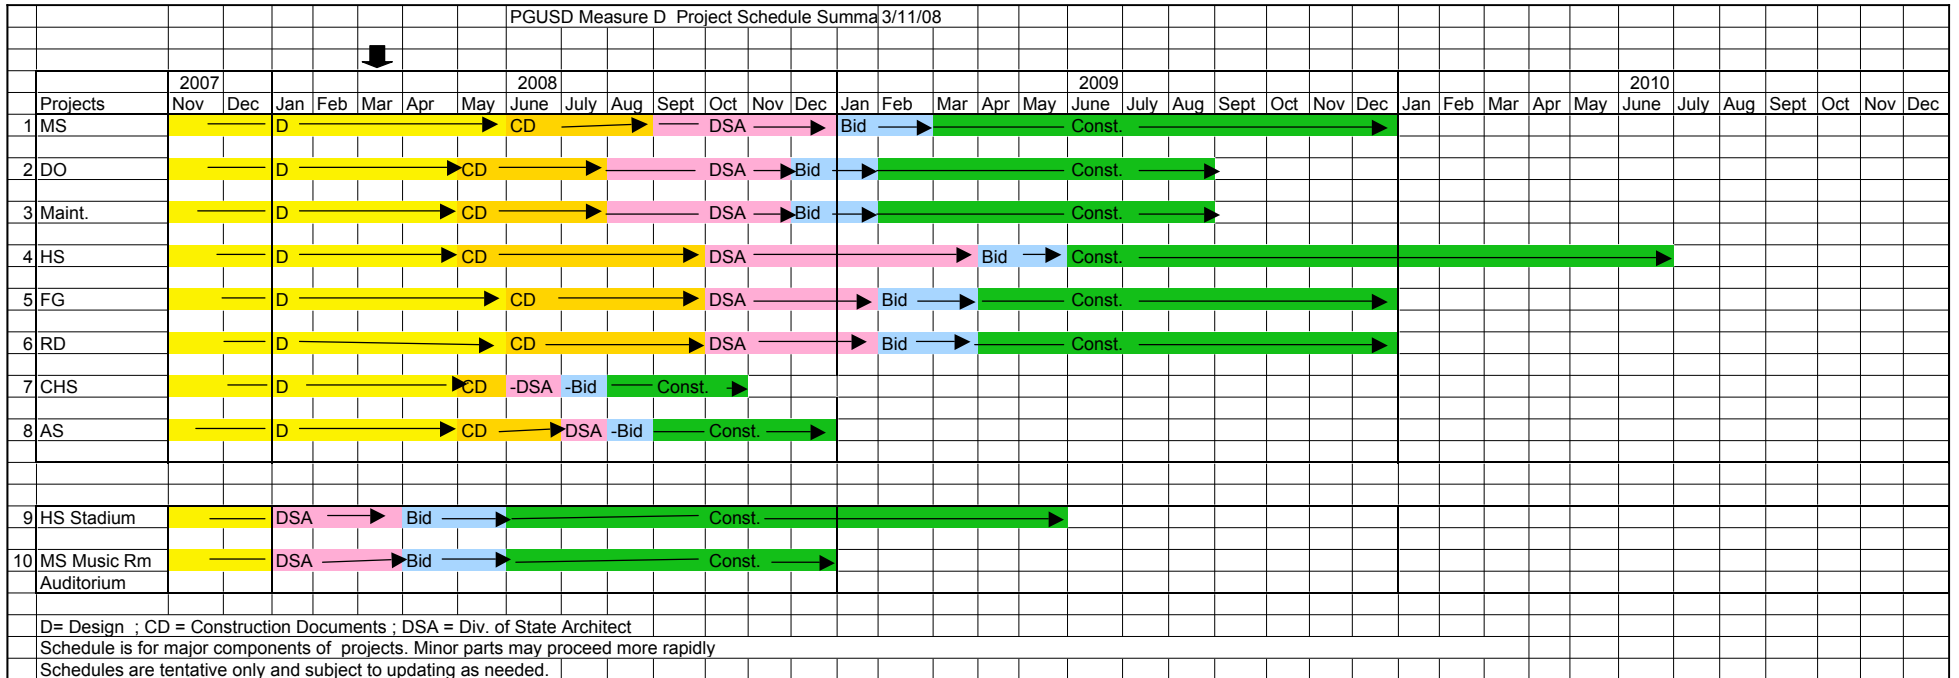 PGUSD Measure D Project Schedule Summa 3/11/08
2007 2008 2009 2010
Projects Nov Dec Jan Feb Mar Apr May June July Aug Sept Oct Nov Dec Jan Feb Mar Apr May June July Aug Sept Oct Nov Dec Jan Feb Mar Apr May June July Aug Sept Oct Nov Dec
1 MS D CD DSA Bid Const.
2 DO D CD DSA Bid Const.
3 Maint. D CD DSA Bid Const.
4 HS D CD DSA Bid Const.
5 FG D CD DSA Bid Const.
6 RD D CD DSA Bid Const.
7 CHS D CD -DSA -Bid Const.
8 AS D CD DSA -Bid Const.
9 HS Stadium DSA Bid Const.
10 MS Music Rm DSA Bid Const.
Auditorium
D= Design ; CD = Construction Documents ; DSA = Div. of State Architect
Schedule is for major components of projects. Minor parts may proceed more rapidly
Schedules are tentative only and subject to updating as needed.